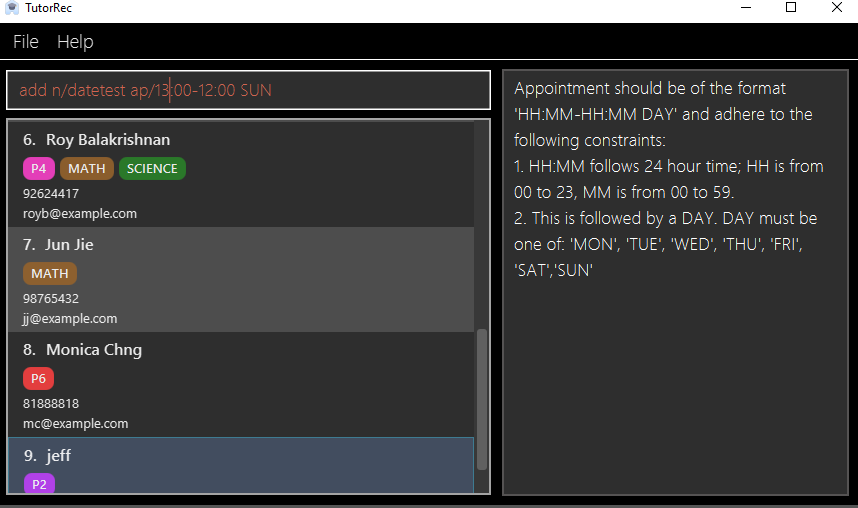 TutorRec
File Help
add n/datetest ap/13:00-12:00 SUN
6. Roy Balakrishnan
P4 MATH SCIENCE
92624417
royb@example.com
7. Jun Jie
MATH
98765432
jj@example.com
8. Monica Chng
P6
81888818
mc@example.com
9. jeff
P2
Appointment should be of the format
'HH:MM-HH:MM DAY' and adhere to the
following constraints:
1. HH:MM follows 24 hour time; HH is from
00 to 23, MM is from 00 to 59.
2. This is followed by a DAY. DAY must be
one of: 'MON', 'TUE', 'WED', 'THU', 'FRI',
'SAT','SUN'